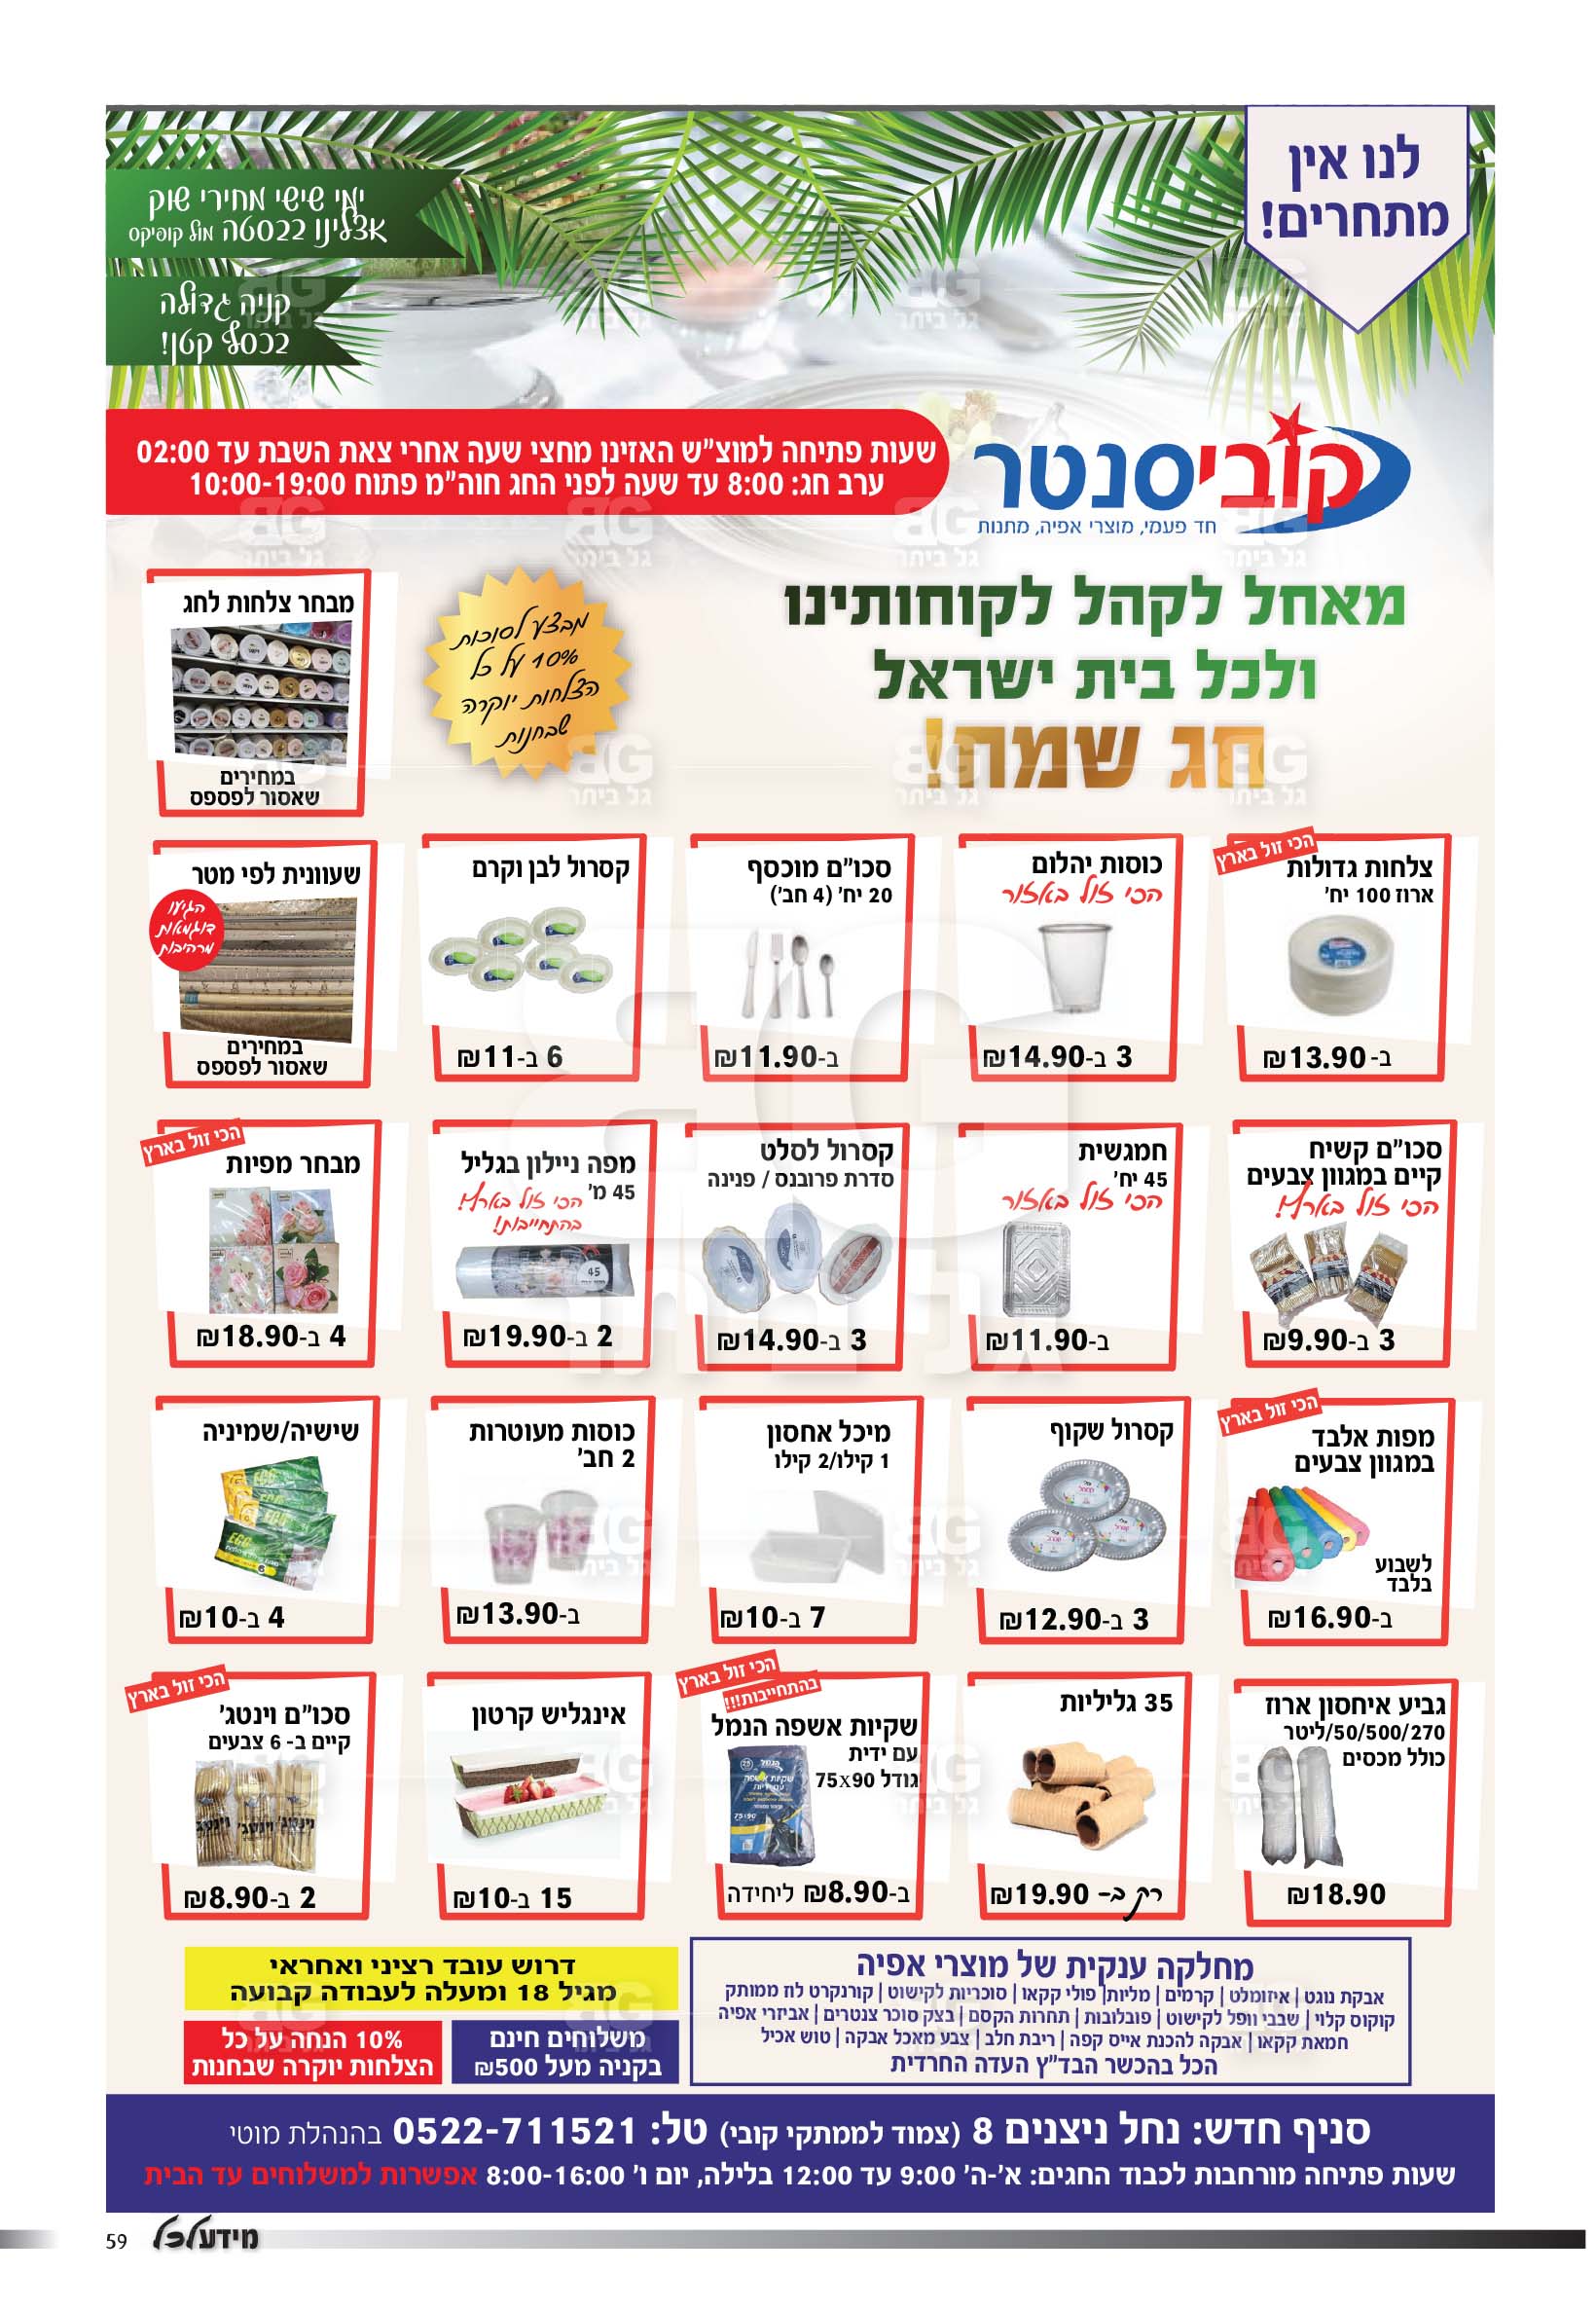 לנו אין
מתחרים!
ימי שישי מחירי שוק
אצלינו בבסטה מול קופיקס
קניה גדולה
בכסף קטן!
קובי סנטר
חד פעמי, מוצרי אפיה, מתנות
שעות פתיחה למוצ"ש האזינו מחצי שעה אחרי צאת השבת עד 02:00
ערב חג: 8:00 עד שעה לפני החג חוה"מ פתוח 10:00-19:00
מאחל לקהל לקוחותינו
ולכל בית ישראל
חג שמח!
מבצע לסוכות
10% על כל
הצלחות יוקרה
שבחנות
מבחר צלחות לחג
במחירים
שאסור לפספס
הכי זול בארץ
צלחות גדולות
ארוז 100 יח'
ב- 13.90₪
כוסות יהלום
הכי זול באזור
3 ב-14.90₪
סכו"ם מוכסף
20 יח' (4 חב')
ב-11.90₪
קסרול לבן וקרם
6 ב-11₪
שעוונית לפי מטר
הגיעו
דוגמאות
מרהיבות
במחירים
שאסור לפספס
סכו"ם קשיח
קיים במגוון צבעים
הכי זול בארץ!
3 ב-9.90₪
חמגשית
45 יח'
הכי זול באזור
ב-11.90₪
קסרול לסלט
סדרת פרובנס / פנינה
3 ב-14.90₪
מפה ניילון בגליל
45 מ' הכי זול בארץ!
בהתחייבות!
45
2 ב-19.90₪
הכי זול בארץ
מבחר מפיות
4 ב-18.90₪
הכי זול בארץ
מפות אלבד
במגוון צבעים
לשבוע
בלבד
ב-16.90₪
קסרול שקוף
3 ב-12.90₪
מיכל אחסון
1 קילו/2 קילו
7 ב-10₪
כוסות מעוטרות
2 חב'
ב-13.90₪
שישיה/שמיניה
4 ב-10₪
גביע איחסון ארוז
50/500/270/ליטר
כולל מכסים
18.90₪
35 גליליות
רק ב- 19.90₪
הכי זול בארץ
בהתחייבות!!!
שקיות אשפה הנמל
עם ידית
גודל 75x90
ב-8.90₪ ליחידה
אינגליש קרטון
15 ב-10₪
הכי זול בארץ
סכו"ם וינטג'
קיים ב- 6 צבעים
2 ב-8.90₪
מחלקה ענקית של מוצרי אפיה
אבקת נוגט | איזומלט | קרמים | מליות| פולי קקאו | סוכריות לקישוט | קורנקרט לוז ממותק
קוקוס קלוי | שבבי וופל לקישוט | פובלובות | תחרות הקסם | בצק סוכר צנטרים | אביזרי אפיה
חמאת קקאו | אבקה להכנת אייס קפה | ריבת חלב | צבע מאכל אבקה | טוש אכיל
הכל בהכשר הבד"ץ העדה החרדית
דרוש עובד רציני ואחראי
מגיל 18 ומעלה לעבודה קבועה
משלוחים חינם
בקניה מעל 500₪
10% הנחה על כל
הצלחות יוקרה שבחנות
סניף חדש: נחל ניצנים 8 (צמוד לממתקי קובי) טל: 0522-711521 בהנהלת מוטי
שעות פתיחה מורחבות לכבוד החגים: א'-ה' 9:00 עד 12:00 בלילה, יום ו' 8:00-16:00 אפשרות למשלוחים עד הבית
מידע לכל
59
BG
גל ביתר